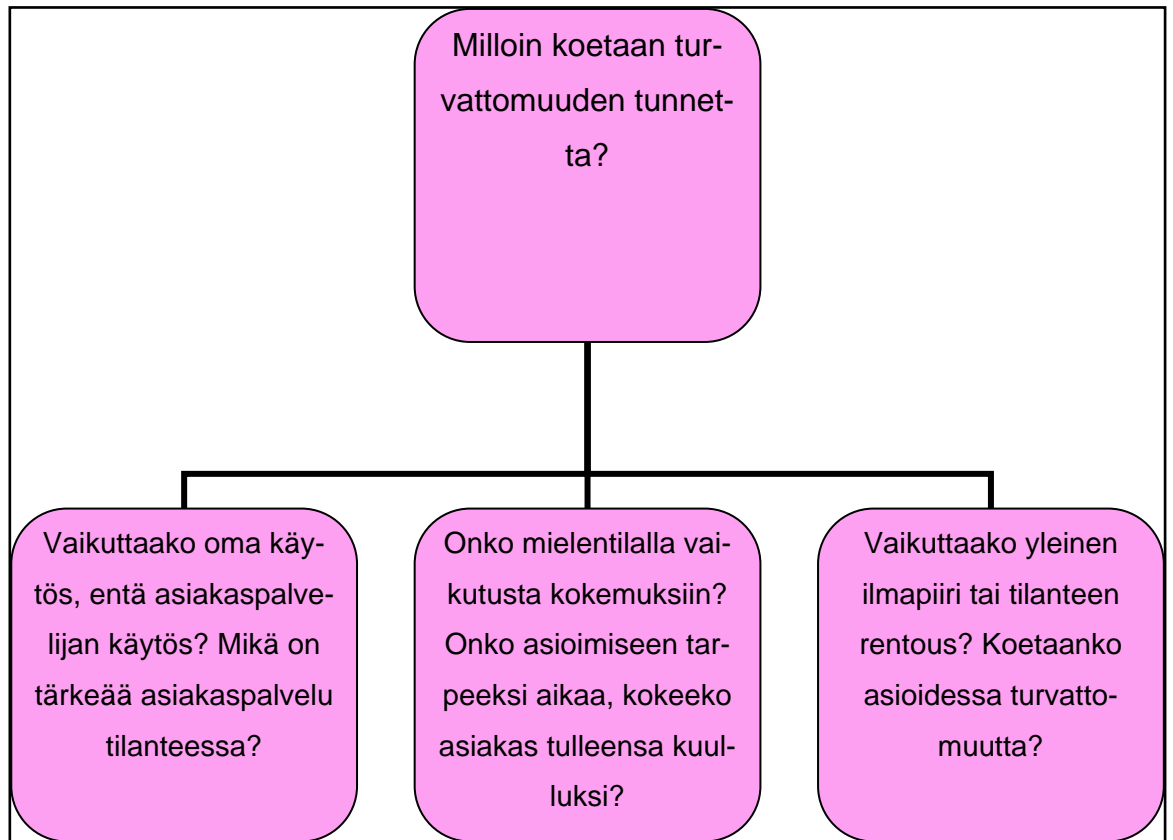 Milloin koetaan tur-
vattomuuden tunnet-
ta?
Vaikuttaako oma käy-
tös, entä asiakaspalve-
lijan käytös? Mikä on
tärkeää asiakaspalvelu
tilanteessa?
Onko mielentilalla vai-
kutusta kokemuksiin?
Onko asioimiseen tar-
peeksi aikaa, kokeeko
asiakas tulleensa kuul-
luksi?
Vaikuttaako yleinen
ilmapiiri tai tilanteen
rentous? Koetaanko
asioidessa turvatto-
muutta?